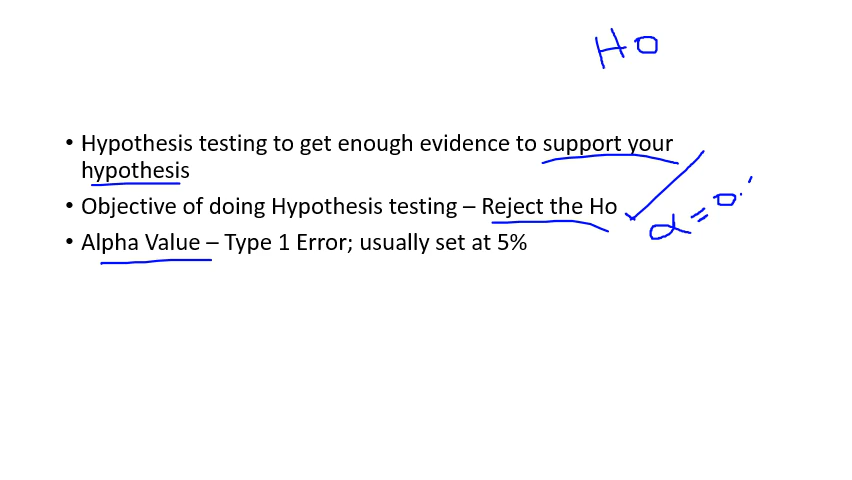 Ho
• Hypothesis testing to get enough evidence to support your
hypothesis
• Objective of doing Hypothesis testing – Reject the Ho
α = 0.
• Alpha Value – Type 1 Error; usually set at 5%